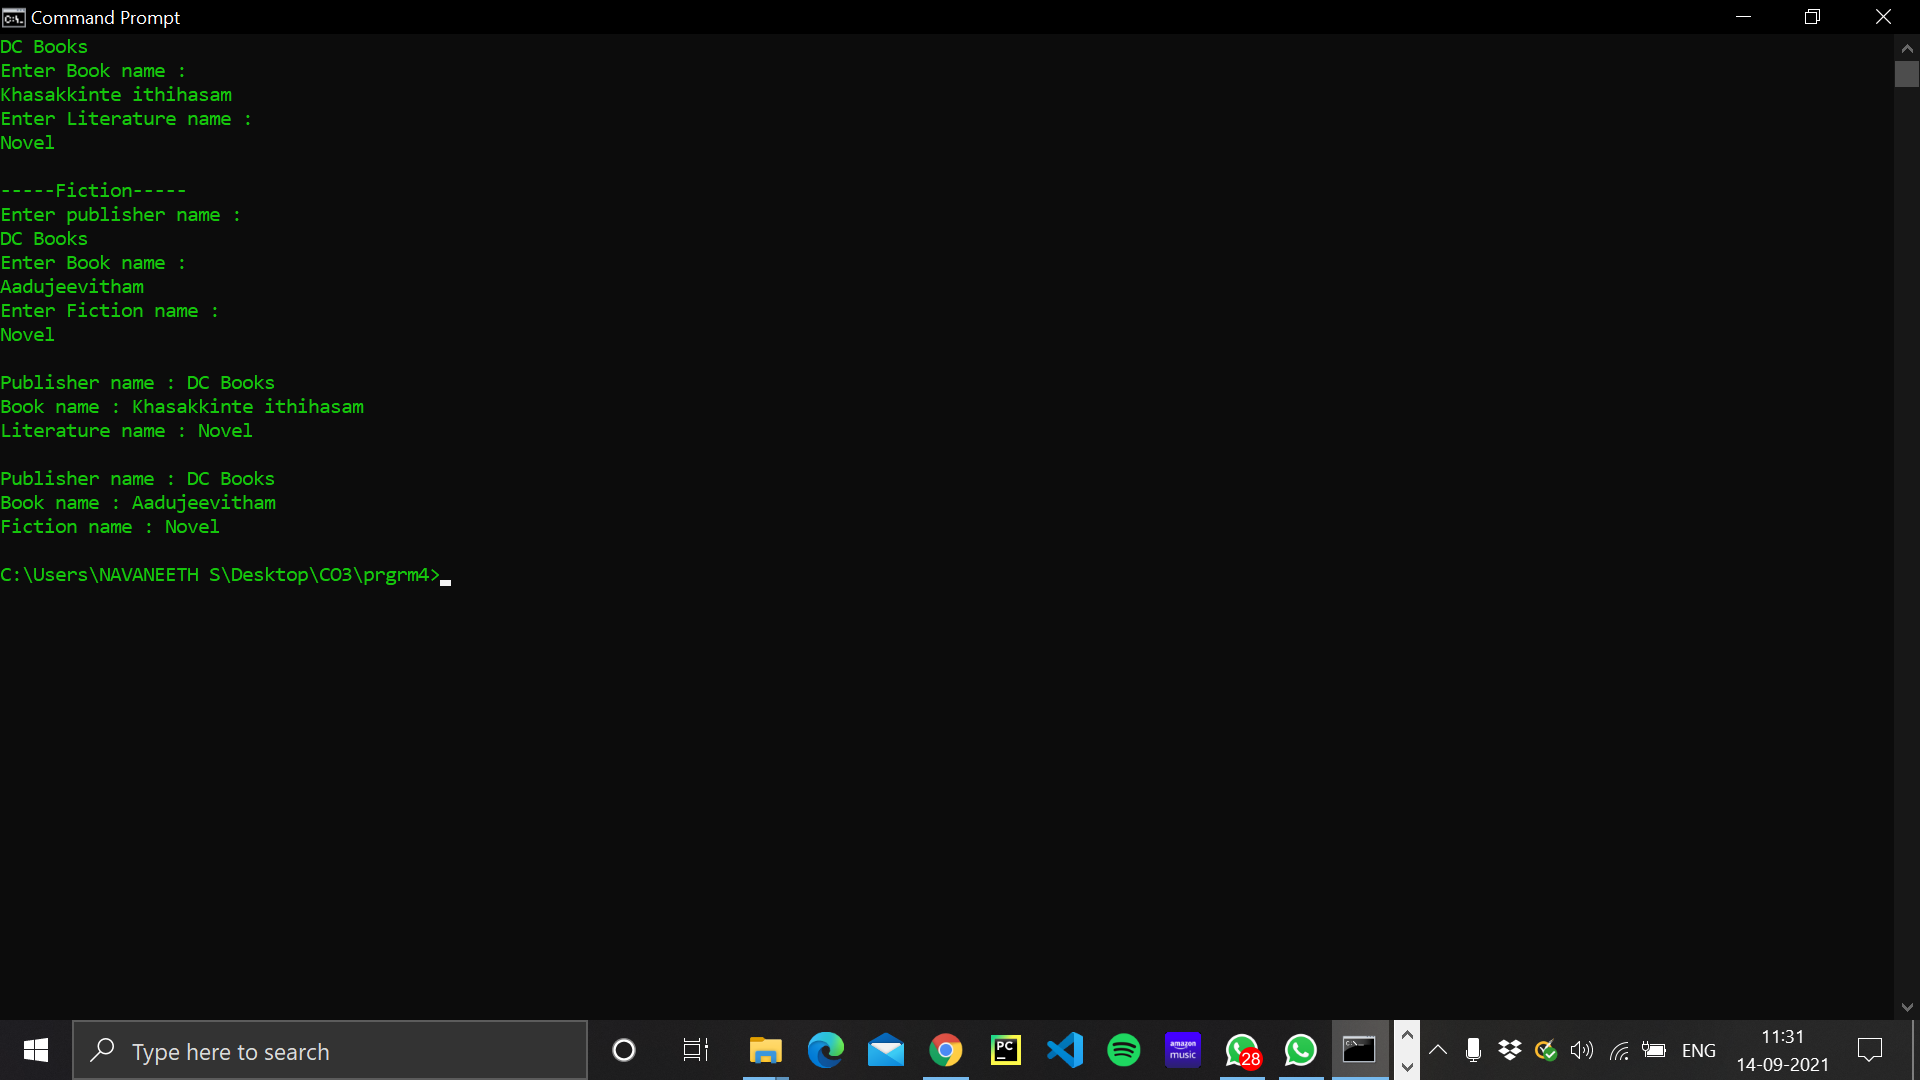 Command Prompt
DC Books
Enter Book name :
Khasakkinte ithihasam
Enter Literature name :
Novel
-----Fiction-----
Enter publisher name :
DC Books
Enter Book name :
Aadujeevitham
Enter Fiction name :
Novel
Publisher name : DC Books
Book name : Khasakkinte ithihasam
Literature name : Novel
Publisher name : DC Books
Book name : Aadujeevitham
Fiction name : Novel
C:\Users\NAVANEETH S\Desktop\CO3\prgrm4>
Type here to search
PC
amazon
music
28
ENG
11:31
14-09-2021